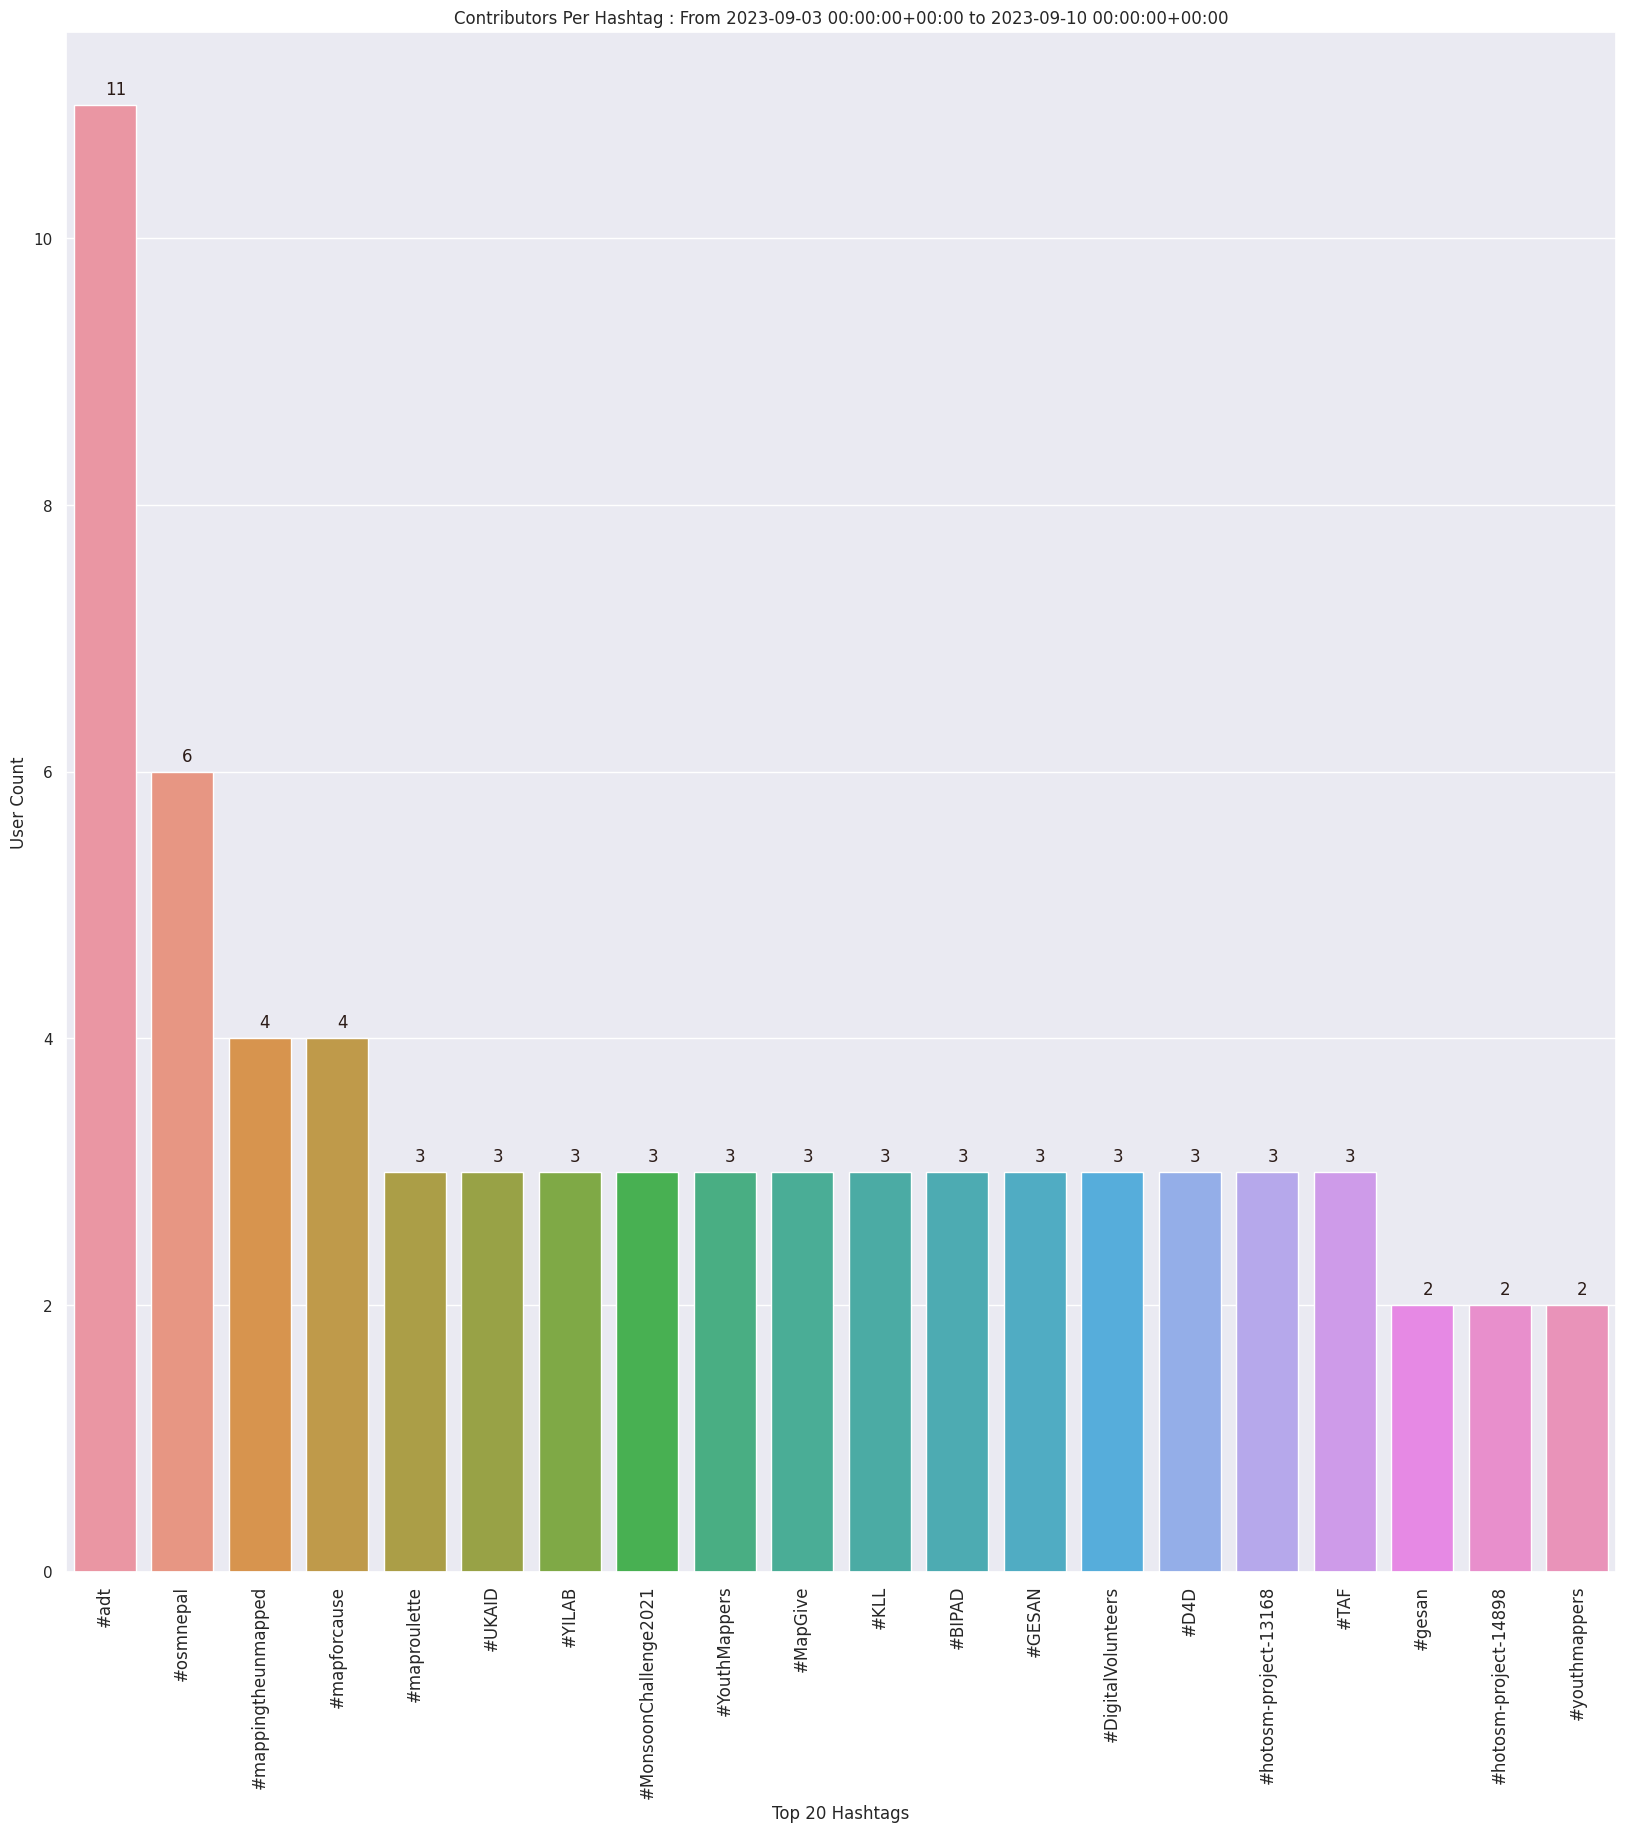 Contributors Per Hashtag : From 2023-09-03 00:00:00+00:00 to 2023-09-10 00:00:00+00:00
11
6
4
4
3
3
3
3
3
3
3
3
3
3
3
3
3
2
2
2
10
8
6
4
2
0
User Count
#adt
#osmnepal
#mappingtheunmapped
#mapforcause
#maproulette
#UKAID
#YILAB
#MonsoonChallenge2021
#YouthMappers
#MapGive
#KLL
#BIPAD
#GESAN
#DigitalVolunteers
#D4D
#hotosm-project-13168
#TAF
#gesan
#hotosm-project-14898
#youthmappers
Top 20 Hashtags